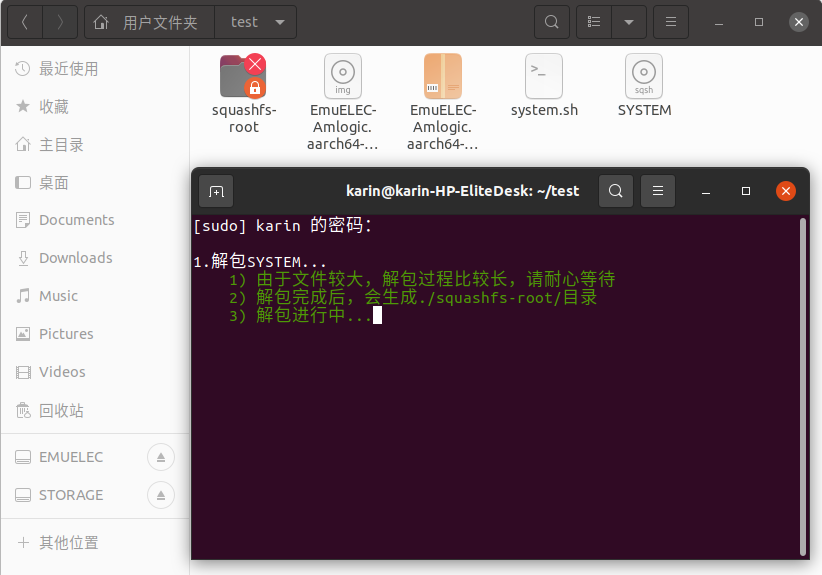 用户文件夹
test
最近使用
收藏
主目录
桌面
Documents
Downloads
Music
Pictures
Videos
回收站
EMUELEC
STORAGE
其他位置
squashfs-
root
img
EmuELEC-
Amlogic.
aarch64-...
EmuELEC-
Amlogic.
aarch64-...
>_
system.sh
sqsh
SYSTEM
karin@karin-HP-EliteDesk: ~/test
[sudo] karin 的密码：
1.解包SYSTEM...
1) 由于文件较大，解包过程比较长，请耐心等待
2) 解包完成后，会生成./squashfs-root/目录
3) 解包进行中...